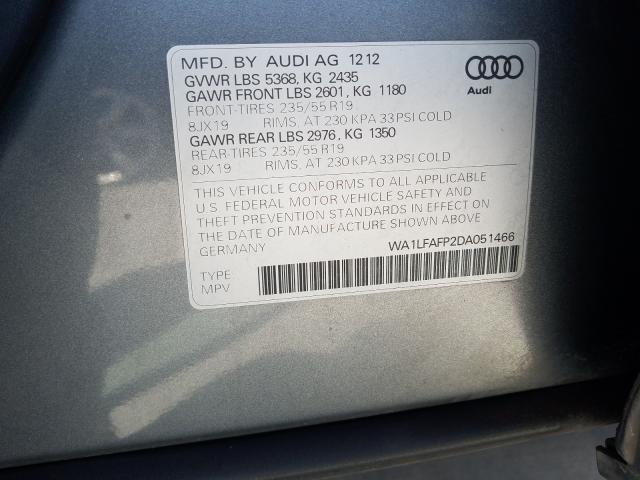 MFD. BY AUDI AG 12 12
GVWR LBS 5368, KG 2435
GAWR FRONT LBS 2601, KG 1180
FRONT-TIRES 235/55 R19
8JX19 RIMS, AT 230 KPA 33 PSI COLD
GAWR REAR LBS 2976, KG 1350
REAR-TIRES 235/55 R19
8JX19 RIMS, AT 230 KPA 33 PSI COLD
Audi
THIS VEHICLE CONFORMS TO ALL APPLICABLE
U.S. FEDERAL MOTOR VEHICLE SAFETY AND
THEFT PREVENTION STANDARDS IN EFFECT ON
THE DATE OF MANUFACTURE SHOWN ABOVE.
GERMANY
WA1LFAFP2DA051466
TYPE
MPV